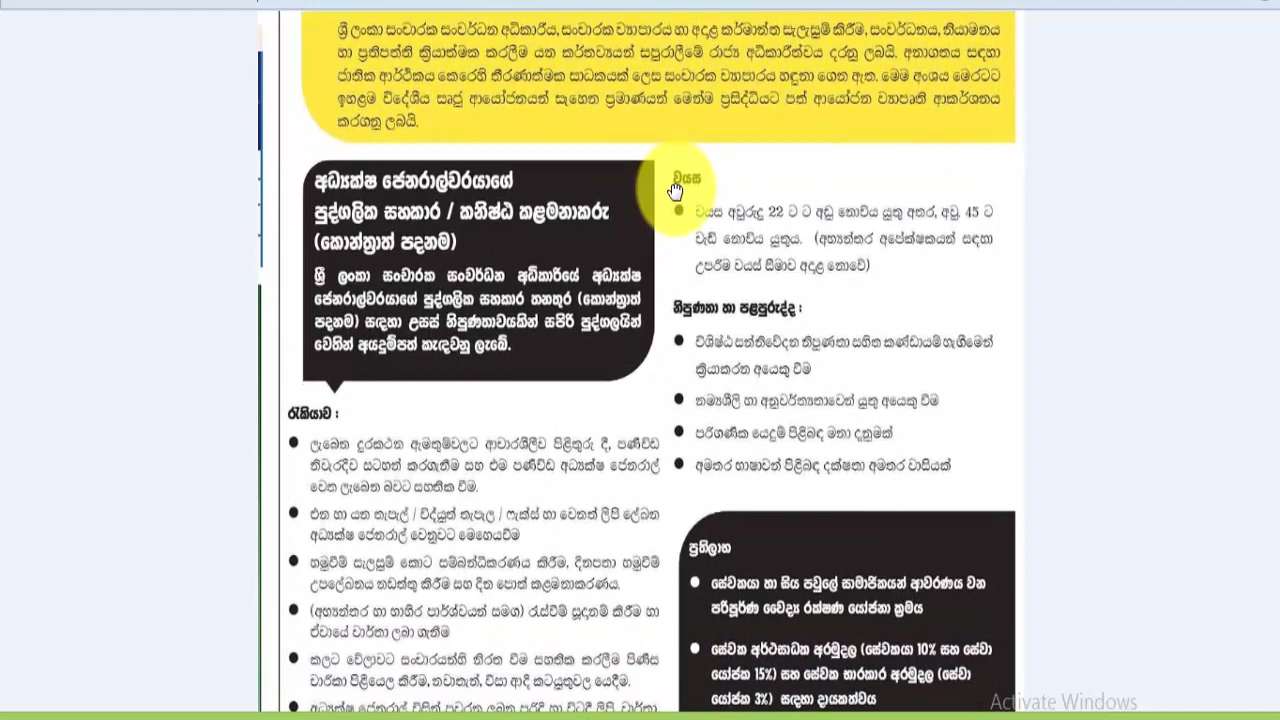 ශ්‍රී ලංකා සංචාරක සංවර්ධන අධිකාරිය, සංචාරක ව්‍යාපාරය හා අදාළ කර්මාන්ත සැලැසුම් කිරීම, සංවර්ධනය, නියාමනය
හා ප්‍රතිපත්ති ක්‍රියාත්මක කරලීම යන කර්තව්‍යයන් සපුරාලීමේ රාජ්‍ය අධිකාරීත්වය දරනු ලබයි. අනාගතය සඳහා
ජාතික ආර්ථිකය කෙරෙහි තීරණාත්මක සාධකයක් ලෙස සංචාරක ව්‍යාපාරය හඳුනා ගෙන ඇත. මෙම අංශය මෙරටට
ඉහළම විදේශීය ඍජු ආයෝජනයන් සැහෙන ප්‍රමාණයන් මෙන්ම ප්‍රසිද්ධියට පත් ආයෝජන ව්‍යාපෘති ආකර්ශනය
කරගනු ලබයි.
අධ්‍යක්ෂ ජෙනරාල්වරයාගේ
පුද්ගලික සහකාර / කනිෂ්ඨ කළමනාකරු
(කොන්ත්‍රාත් පදනම)
ශ්‍රී ලංකා සංචාරක සංවර්ධන අධිකාරියේ අධ්‍යක්ෂ
ජෙනරාල්වරයාගේ පුද්ගලික සහකාර තනතුර (කොන්ත්‍රාත්
පදනම) සඳහා උසස් නිපුණතාවයකින් සපිරි පුද්ගලයින්
වෙතින් අයදුම්පත් කැඳවනු ලැබේ.
රැකියාව :
● ලැබෙන දුරකථන ඇමතුම්වලට ආචාරශීලීව පිළිතුරු දී, පණිවිඩ
නිවැරදිව සටහන් කරගැනීම සහ එම පණිවිඩ අධ්‍යක්ෂ ජෙනරාල්
වෙත ලැබෙන බවට සහතික වීම.
● එන හා යන තැපැල් / විද්‍යුත් තැපැල / ෆැක්ස් හා වෙනත් ලිපි ලේඛන
අධ්‍යක්ෂ ජෙනරාල් වෙනුවට මෙහෙයවීම
● හමුවීම් සැලසුම් කොට සම්බන්ධීකරණය කිරීම, දිනපතා හමුවීම්
උපලේඛනය නඩත්තු කිරීම සහ දින පොත් කළමනාකරණය.
● (අභ්‍යන්තර හා භාහිර පාර්ශ්වයන් සමග) රැස්වීම් සූදානම් කිරීම හා
ඒවායේ වාර්තා ලබා ගැනීම
● කලට වේලාවට සංචාරයන්හි නිරත වීම සහතික කරලීම පිණිස
චාරිකා පිළියෙල කිරීම, නවාතැන්, වීසා ආදි කටයුතුවල යෙදීම.
● අධ්‍යක්ෂ ජෙනරාල් විසින් පවරන ලබන පරිදි හා විටදී ලිපි, වාර්තා,
වයස
● වයස අවුරුදු 22 ට ට අඩු නොවිය යුතු අතර, අවු. 45 ට
වැඩි නොවිය යුතුය. (අභ්‍යන්තර අපේක්ෂකයන් සඳහා
උපරිම වයස් සීමාව අදාළ නොවේ)
නිපුණතා හා පළපුරුද්ද :
● විශිෂ්ඨ සන්නිවේදන නිපුණතා සහිත කණ්ඩායම් හැගීමෙන්
ක්‍රියාකරන අයෙකු වීම
● නම්‍යශීලි හා අනුවර්ත්‍යතාවෙන් යුතු අයෙකු වීම
● පරිගණක යෙදුම් පිළිබඳ මනා දැනුමක්
● අමතර භාෂාවන් පිළිබඳ දක්ෂතා අමතර වාසියක්
ප්‍රතිලාභ
● සේවකයා හා සිය පවුලේ සාමාජිකයන් ආවරණය වන
පරිපූර්ණ වෛද්‍ය රක්ෂණ යෝජනා ක්‍රමය
● සේවක අර්ථසාධක අරමුදල (සේවකයා 10% සහ සේවා
යෝජක 15%) සහ සේවක භාරකාර අරමුදල (සේවා
යෝජක 3%) සඳහා දායකත්වය
Activate Windows